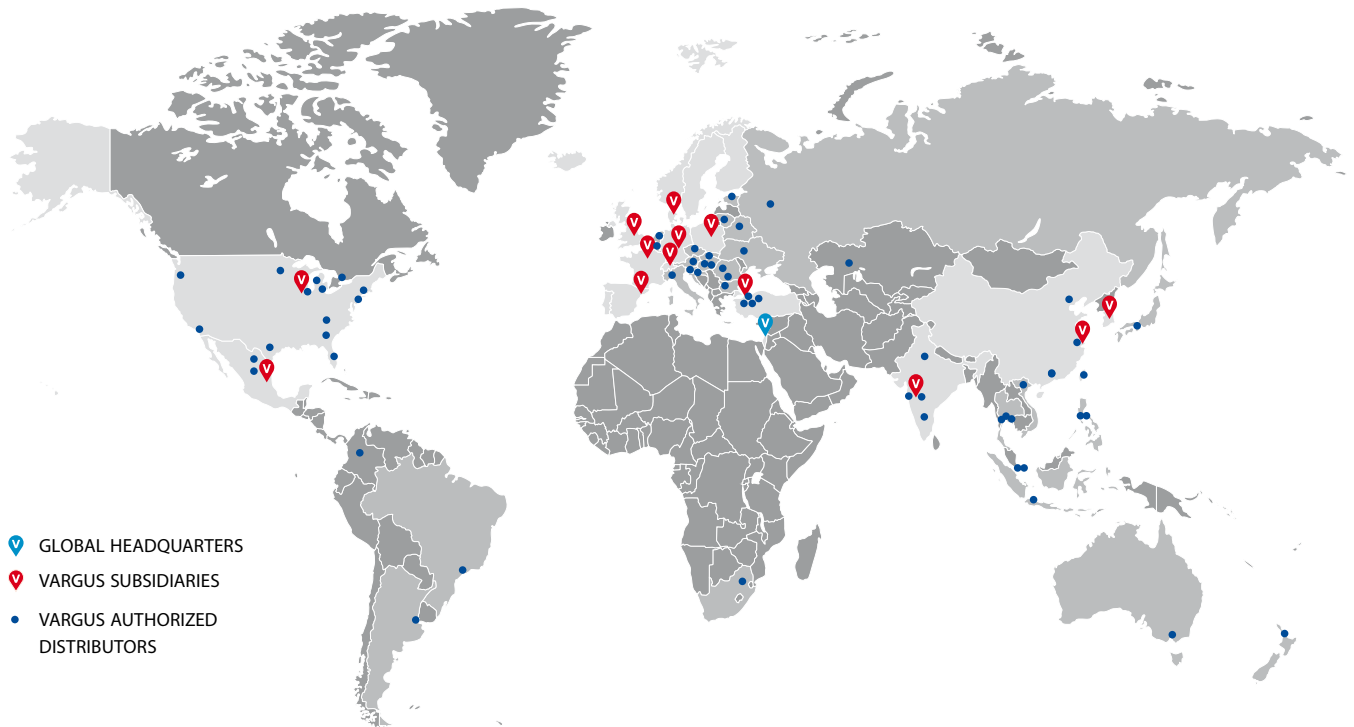 GLOBAL HEADQUARTERS
VARGUS SUBSIDIARIES
VARGUS AUTHORIZED
DISTRIBUTORS